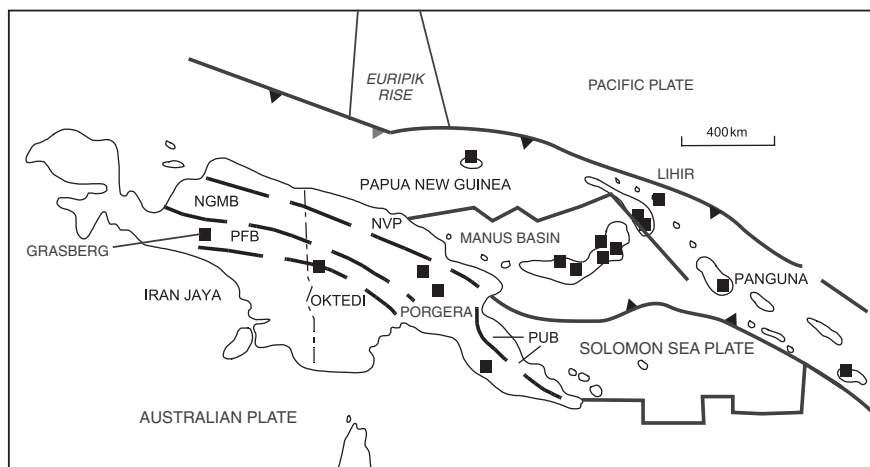 EURIPIK
RISE
PACIFIC PLATE
400 km
LIHIR
PAPUA NEW GUINEA
NGMB
NVP
MANUS BASIN
GRASBERG
PFB
PANGUNA
IRAN JAYA
OKTEDI
PORGERA
PUB
SOLOMON SEA PLATE
AUSTRALIAN PLATE